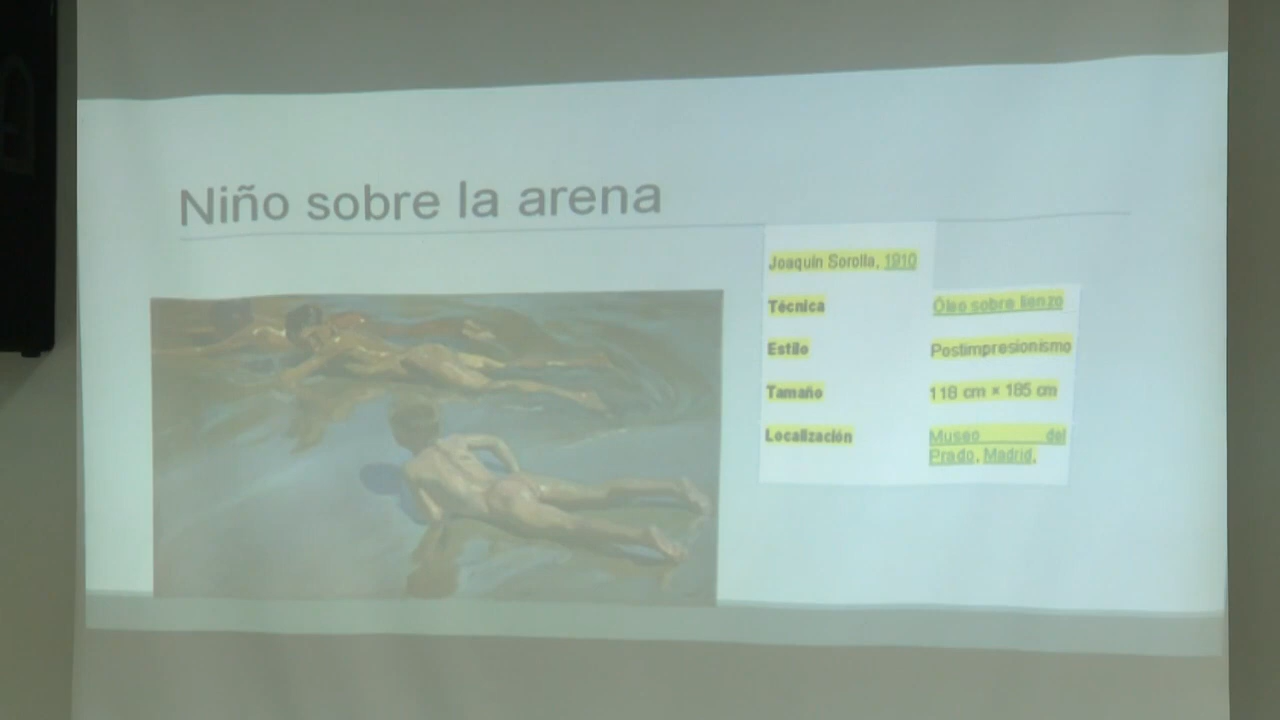 Niño sobre la arena
Joaquín Sorolla, 1910
Técnica Óleo sobre lienzo
Estilo Postimpresionismo
Tamaño 118 cm × 185 cm
Localización Museo del
Prado, Madrid,